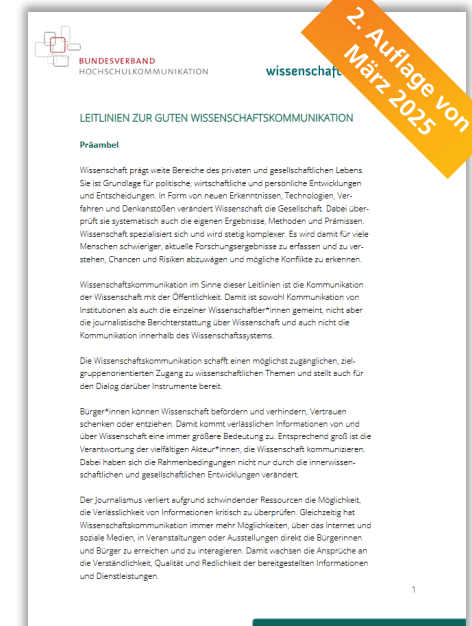 2. Auflage von
März 2025
BUNDESVERBAND
HOCHSCHULKOMMUNIKATION
LEITLINIEN ZUR GUTEN WISSENSCHAFTSKOMMUNIKATION
Präambel
Wissenschaft prägt weite Bereiche des privaten und gesellschaftlichen Lebens.
Sie ist Grundlage für politische, wirtschaftliche und persönliche Entwicklungen
und Entscheidungen. In Form von neuen Erkenntnissen, Technologien, Ver-
fahren und Denkanstößen verändert Wissenschaft die Gesellschaft. Dabei über-
prüft sie systematisch auch die eigenen Ergebnisse, Methoden und Prämissen.
Wissenschaft spezialisiert sich und wird stetig komplexer. Es wird damit für viele
Menschen schwieriger, aktuelle Forschungsergebnisse zu erfassen und zu ver-
stehen, Chancen und Risiken abzuwägen und mögliche Konflikte zu erkennen.
Wissenschaftskommunikation im Sinne dieser Leitlinien ist die Kommunikation
der Wissenschaft mit der Öffentlichkeit. Damit ist sowohl Kommunikation von
Institutionen als auch die einzelner Wissenschaftler*innen gemeint, nicht aber
die journalistische Berichterstattung über Wissenschaft und auch nicht die
Kommunikation innerhalb des Wissenschaftssystems.
Die Wissenschaftskommunikation schafft einen möglichst zugänglichen, ziel-
gruppenorientierten Zugang zu wissenschaftlichen Themen und stellt auch für
den Dialog darüber Instrumente bereit.
Bürger*innen können Wissenschaft befördern und verhindern, Vertrauen
schenken oder entziehen. Damit kommt verlässlichen Informationen von und
über Wissenschaft eine immer größere Bedeutung zu. Entsprechend groß ist die
Verantwortung der vielfältigen Akteur*innen, die Wissenschaft kommunizieren.
Dabei haben sich die Rahmenbedingungen nicht nur durch die innerwissen-
schaftlichen und gesellschaftlichen Entwicklungen verändert.
Der Journalismus verliert aufgrund schwindender Ressourcen die Möglichkeit,
die Verlässlichkeit von Informationen kritisch zu überprüfen. Gleichzeitig hat
Wissenschaftskommunikation immer mehr Möglichkeiten, über das Internet und
soziale Medien, in Veranstaltungen oder Ausstellungen direkt die Bürgerinnen
und Bürger zu erreichen und zu interagieren. Damit wachsen die Ansprüche an
die Verständlichkeit, Qualität und Redlichkeit der bereitgestellten Informationen
und Dienstleistungen.
1